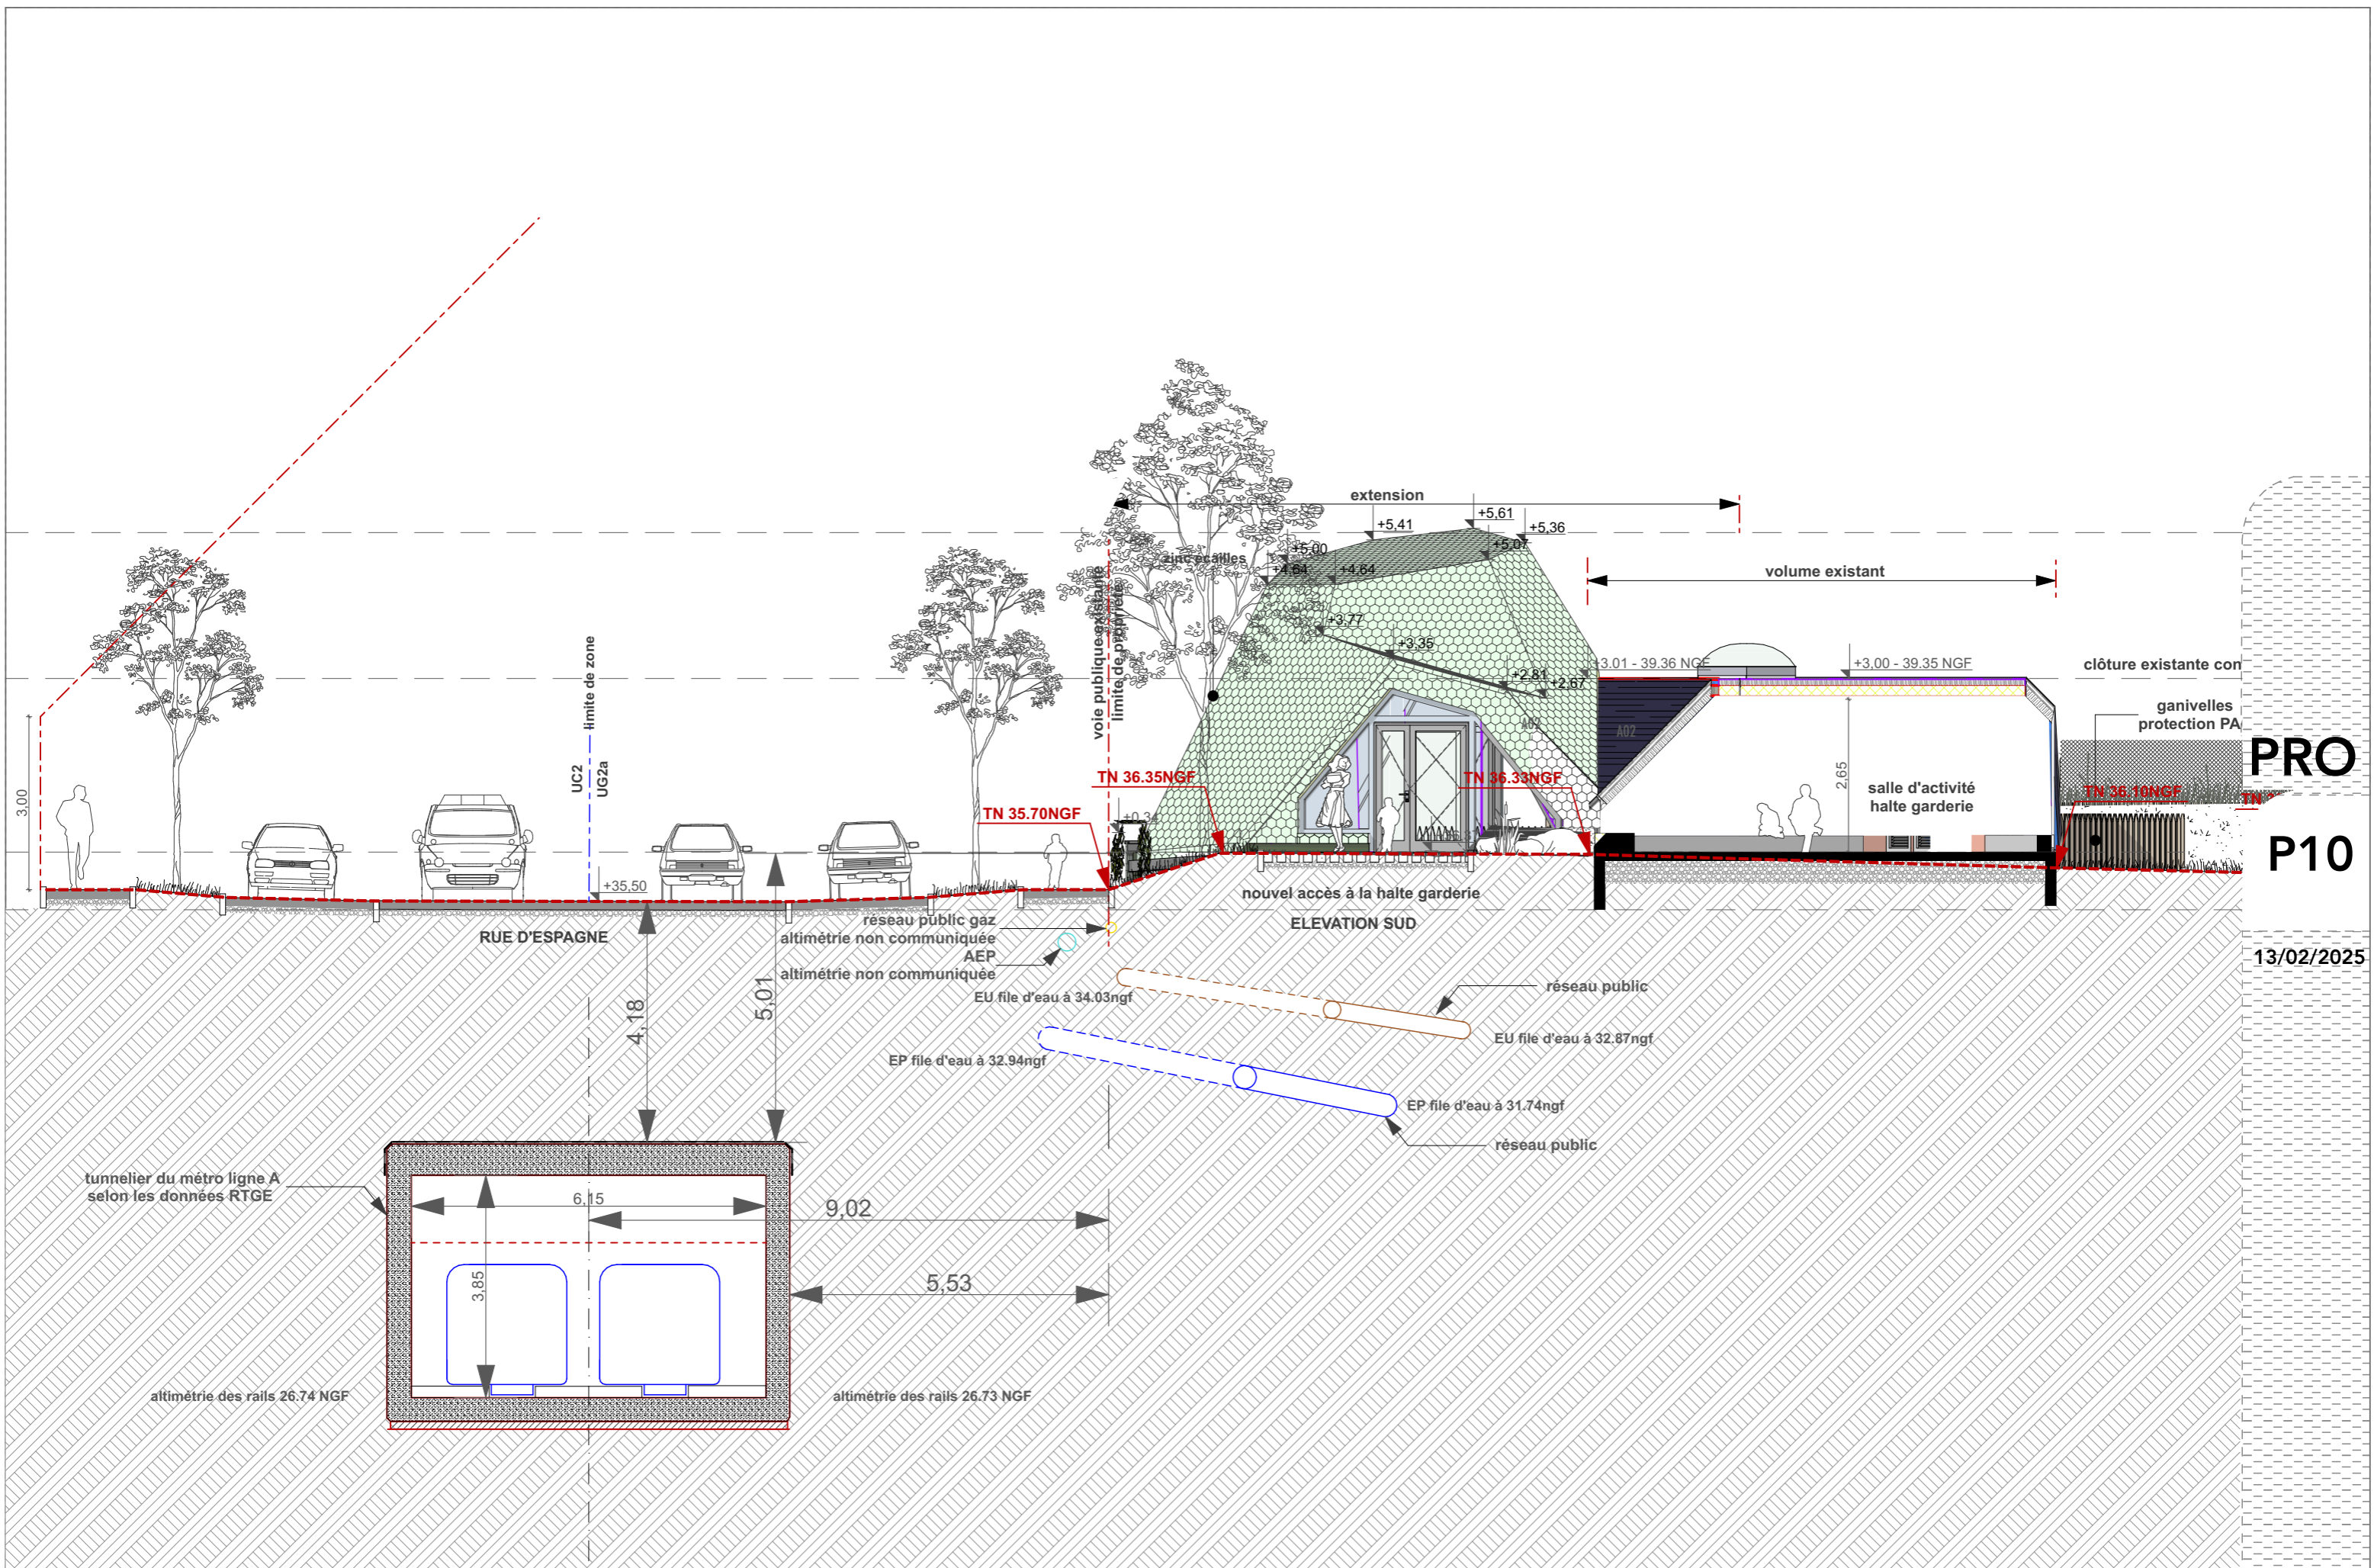 extension
+5,61
+5,41
+5,36
+5,00
+5,07
zinc écailles
+4,64
+4,64
volume existant
+3,77
+3,35
+3.01 - 39.36 NGF
+3,00 - 39.35 NGF
clôture existante con
+2,81
+2,67
ganivelles
protection PA
A02
A02
PRO
P10
13/02/2025
limite de zone
UC2
UG2a
voie publique existante
limite de propriété
TN 36.35NGF
TN 36.33NGF
TN 35.70NGF
TN 36.10NGF
TN
+0,34
3,00
2,65
salle d'activité
halte garderie
+35,50
nouvel accès à la halte garderie
ELEVATION SUD
RUE D'ESPAGNE
réseau public gaz
altimétrie non communiquée
AEP
altimétrie non communiquée
EU file d'eau à 34.03ngf
réseau public
EU file d'eau à 32.87ngf
EP file d'eau à 32.94ngf
EP file d'eau à 31.74ngf
réseau public
4,18
5,01
tunnelier du métro ligne A
selon les données RTGE
6,15
9,02
3,85
5,53
altimétrie des rails 26.74 NGF
altimétrie des rails 26.73 NGF